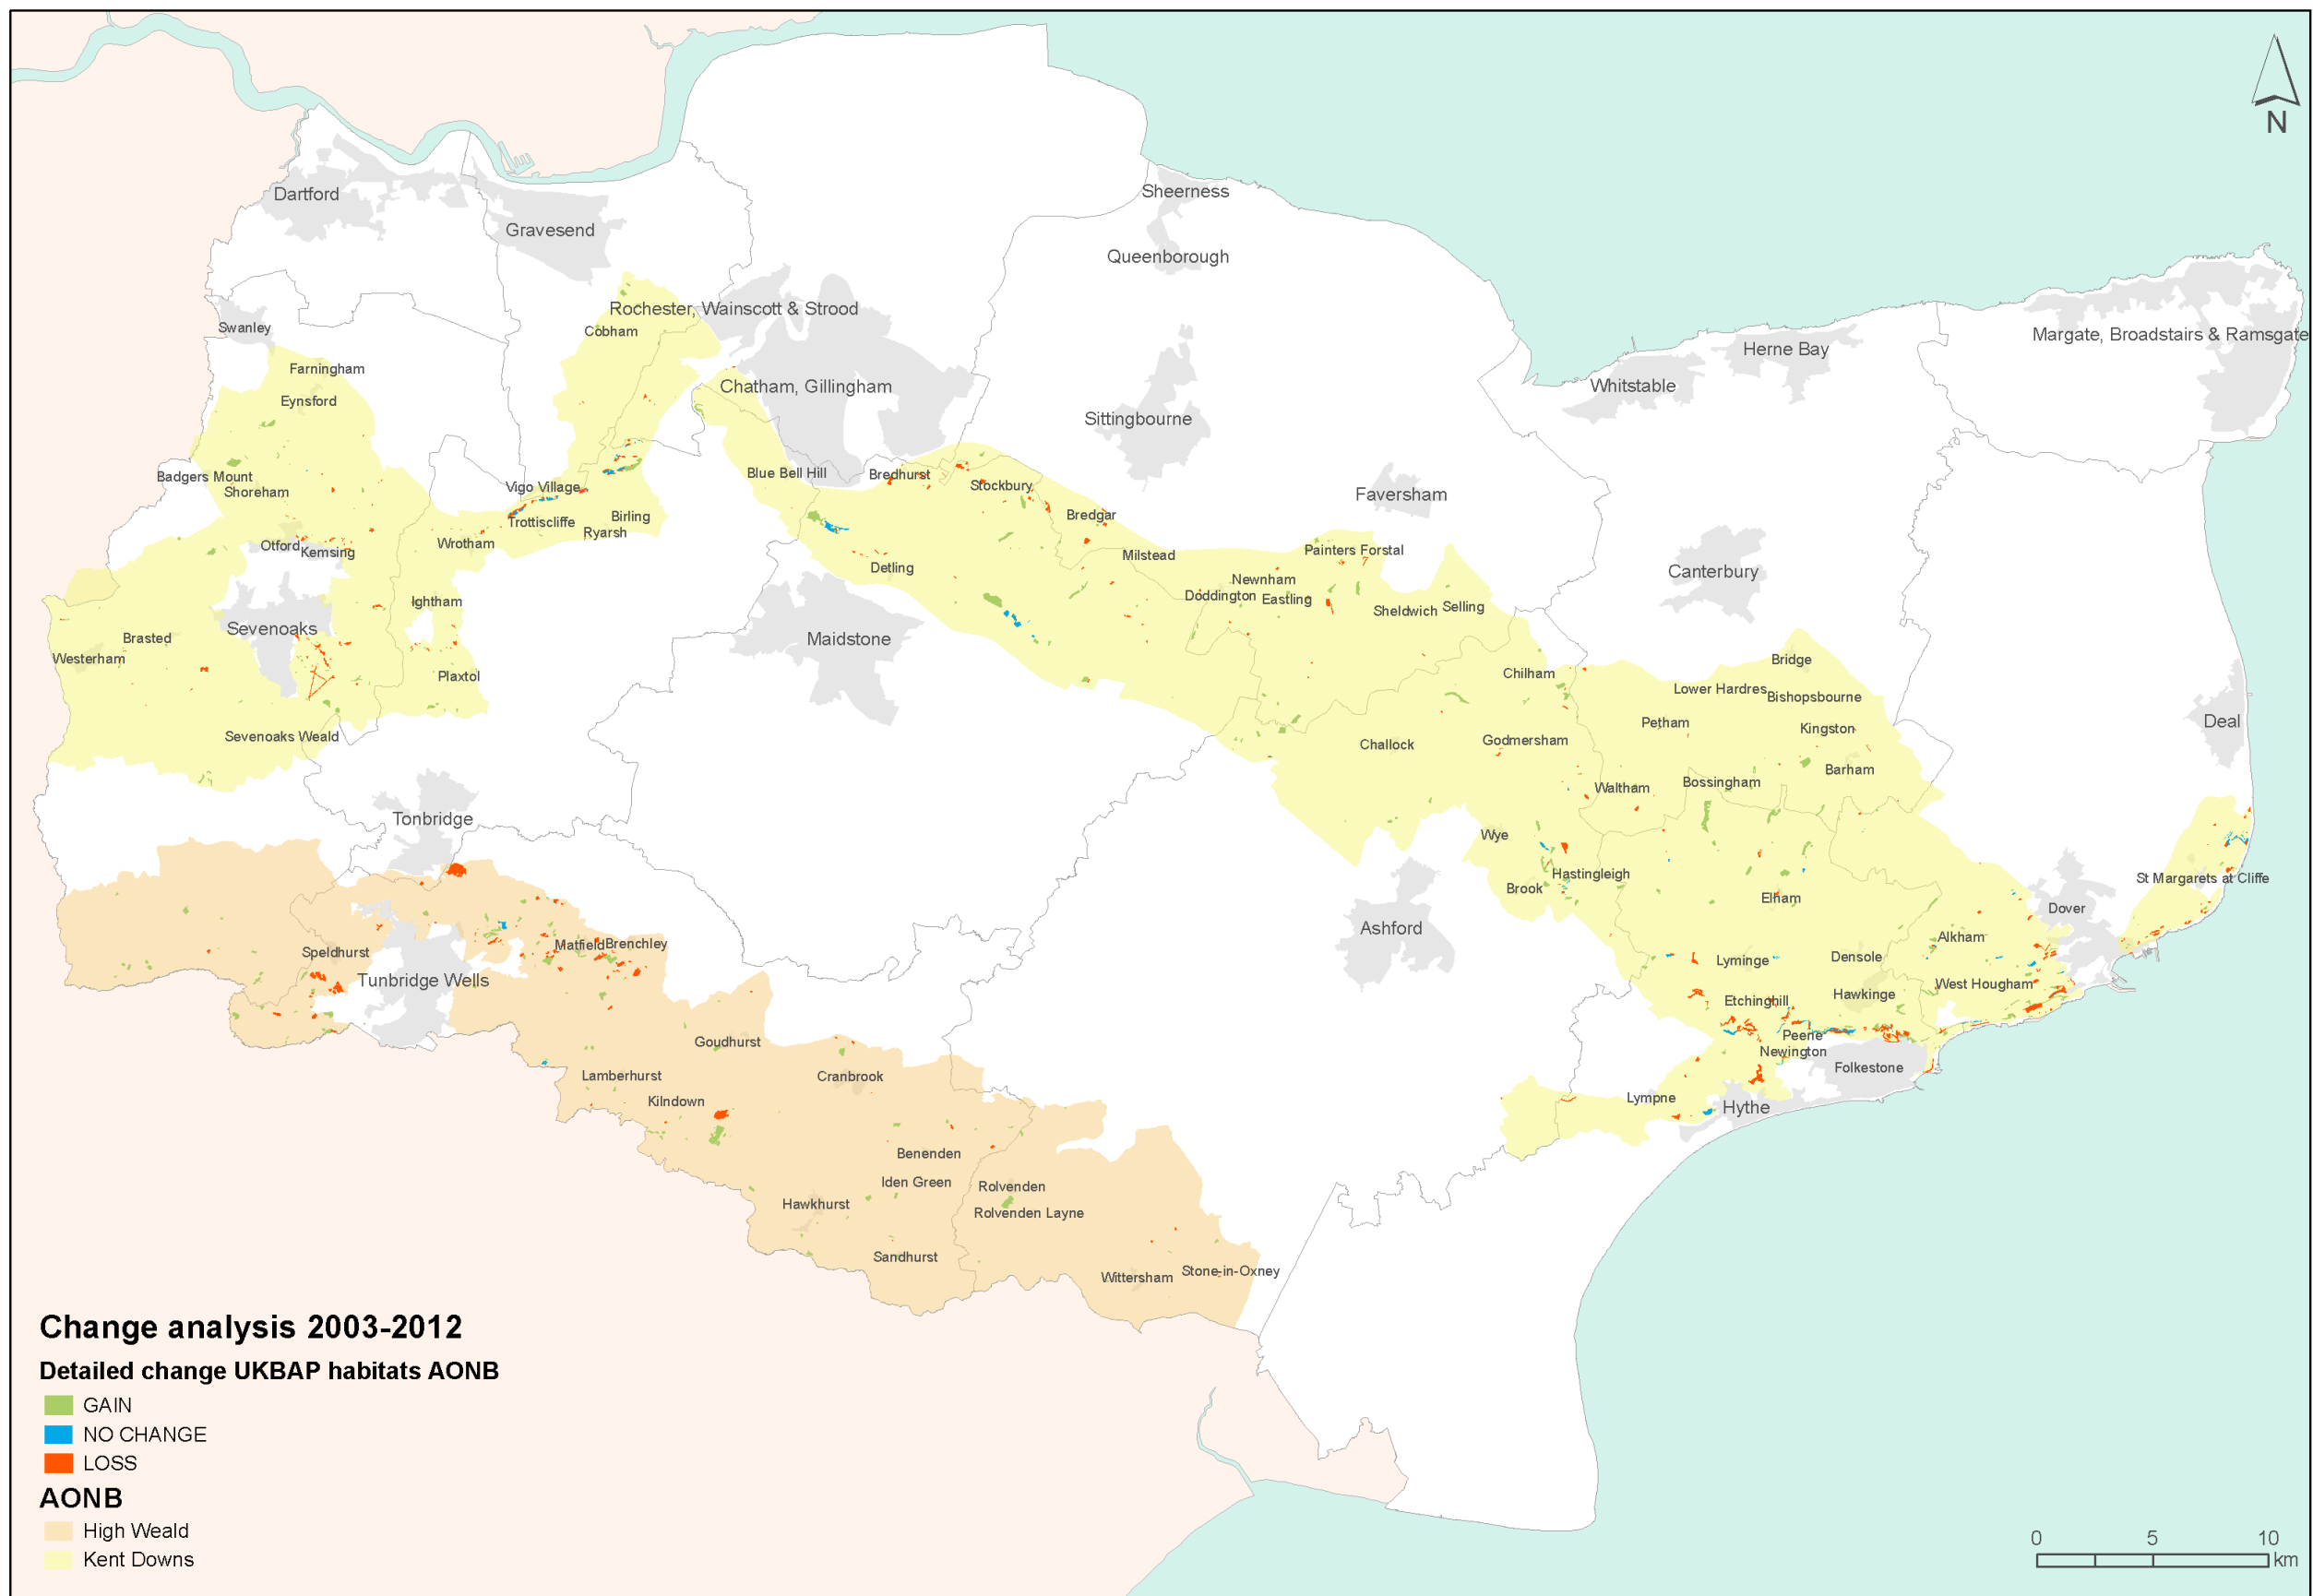 N
Dartford
Sheerness
Gravesend
Queenborough
Rochester, Wainscott & Strood
Swanley
Cobham
Margate, Broadstairs & Ramsgate
Herne Bay
Farningham
Chatham, Gillingham
Whitstable
Eynsford
Sittingbourne
Badgers Mount
Blue Bell Hill
Bredhurst
Shoreham
Vigo Village
Stockbury
Faversham
Trottiscliffe
Birling
Bredgar
Ryarsh
Otford
Kemsing
Wrotham
Milstead
Painters Forstal
Detling
Canterbury
Newnham
Doddington
Eastling
Ightham
Sheldwich
Selling
Sevenoaks
Brasted
Maidstone
Westerham
Bridge
Plaxtol
Chilham
Lower Hardres
Bishopsbourne
Petham
Deal
Kingston
Sevenoaks Weald
Challock
Godmersham
Barham
Waltham
Bossingham
Tonbridge
Wye
Hastingleigh
St Margarets at Cliffe
Brook
Elham
Dover
Ashford
Alkham
Speldhurst
Matfield
Brenchley
Lyminge
Densole
Tunbridge Wells
West Hougham
Hawkinge
Etchinghill
Peene
Goudhurst
Newington
Folkestone
Lamberhurst
Cranbrook
Kilndown
Lympne
Hythe
Benenden
Iden Green
Rolvenden
Hawkhurst
Rolvenden Layne
Sandhurst
Wittersham
Stone-in-Oxney
Change analysis 2003-2012
Detailed change UKBAP habitats AONB
GAIN
NO CHANGE
LOSS
AONB
High Weald
Kent Downs
0 5 10
km